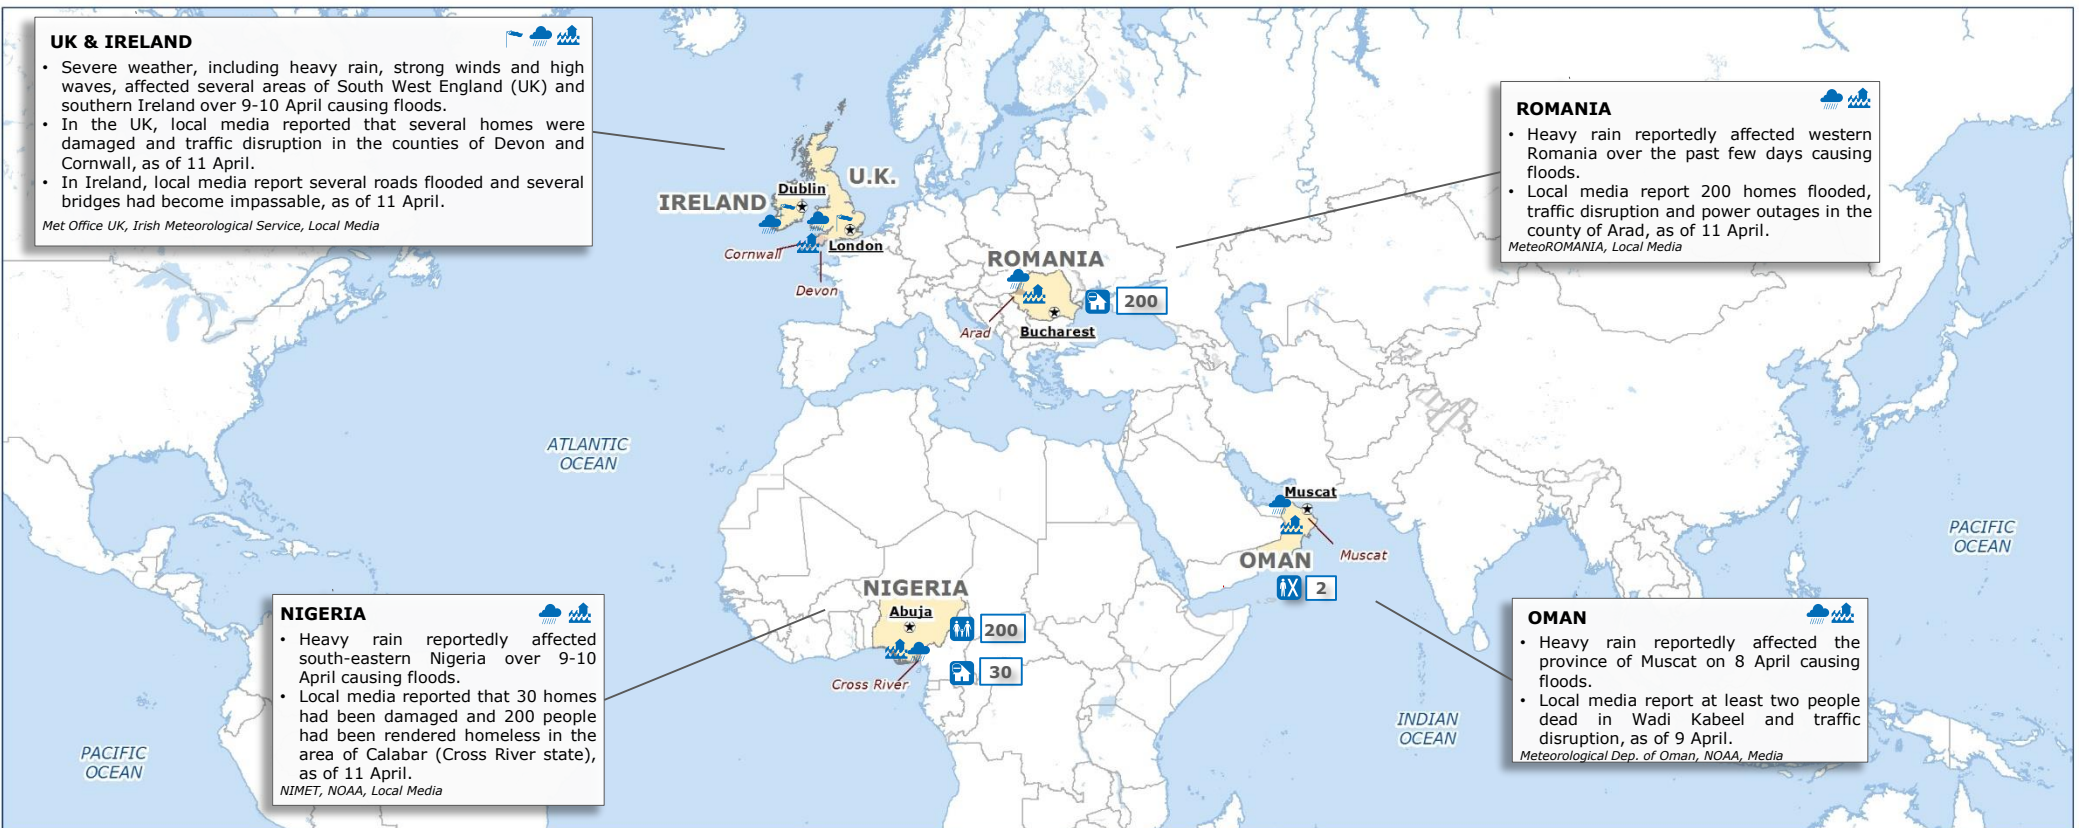 UK & IRELAND
• Severe weather, including heavy rain, strong winds and high
waves, affected several areas of South West England (UK) and
southern Ireland over 9-10 April causing floods.
• In the UK, local media reported that several homes were
damaged and traffic disruption in the counties of Devon and
Cornwall, as of 11 April.
• In Ireland, local media report several roads flooded and several
bridges had become impassable, as of 11 April.
Met Office UK, Irish Meteorological Service, Local Media
ROMANIA
• Heavy rain reportedly affected western
Romania over the past few days causing
floods.
• Local media report 200 homes flooded,
traffic disruption and power outages in the
county of Arad, as of 11 April.
MeteoROMANIA, Local Media
U.K.
Dublin
IRELAND
London
Cornwall
Devon
ROMANIA
200
Arad
Bucharest
ATLANTIC
OCEAN
Muscat
Muscat
OMAN
2
PACIFIC
OCEAN
NIGERIA
Abuja
200
30
Cross River
INDIAN
OCEAN
PACIFIC
OCEAN
NIGERIA
• Heavy rain reportedly affected
south-eastern Nigeria over 9-10
April causing floods.
• Local media reported that 30 homes
had been damaged and 200 people
had been rendered homeless in the
area of Calabar (Cross River state),
as of 11 April.
NIMET, NOAA, Local Media
OMAN
• Heavy rain reportedly affected the
province of Muscat on 8 April causing
floods.
• Local media report at least two people
dead in Wadi Kabeel and traffic
disruption, as of 9 April.
Meteorological Dep. of Oman, NOAA, Media